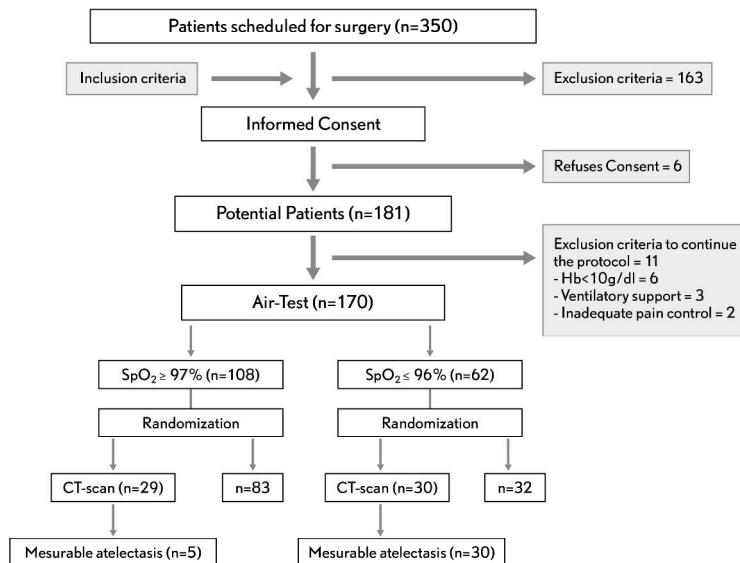 Patients scheduled for surgery (n=350)
Inclusion criteria
Exclusion criteria = 163
Informed Consent
Refuses Consent = 6
Potential Patients (n=181)
Exclusion criteria to continue
the protocol = 11
- Hb<10g/dl = 6
- Ventilatory support = 3
- Inadequate pain control = 2
Air-Test (n=170)
SpO₂ ≥ 97% (n=108)
SpO₂ ≤ 96% (n=62)
Randomization
Randomization
CT-scan (n=29)
n=83
CT-scan (n=30)
n=32
Mesurable atelectasis (n=5)
Mesurable atelectasis (n=30)